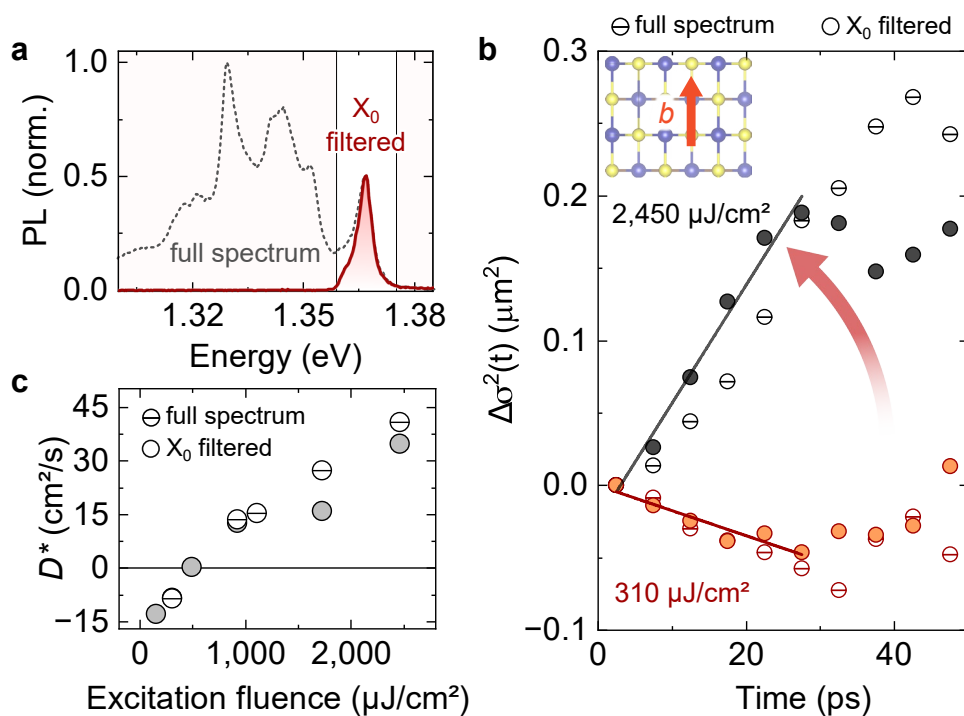 a
PL (norm.)
1.0
0.5
0.0
X₀
filtered
full spectrum
1.32
1.35
1.38
Energy (eV)
b
full spectrum
X₀ filtered
b
2,450 µJ/cm²
310 µJ/cm²
Δσ²(t) (µm²)
0.2
0.1
0.0
−0.1
0
20
40
Time (ps)
c
full spectrum
X₀ filtered
D* (cm²/s)
45
30
15
0
−15
0
1,000
2,000
Excitation fluence (µJ/cm²)